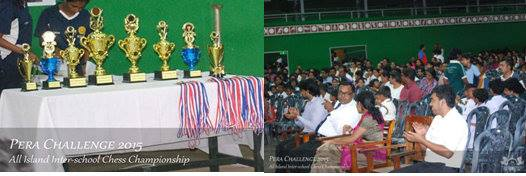 PERA CHALLENGE 2015
All Island Inter-school Chess Championship
PERA CHALLENGE 2015
All Island Inter-school Chess Championship